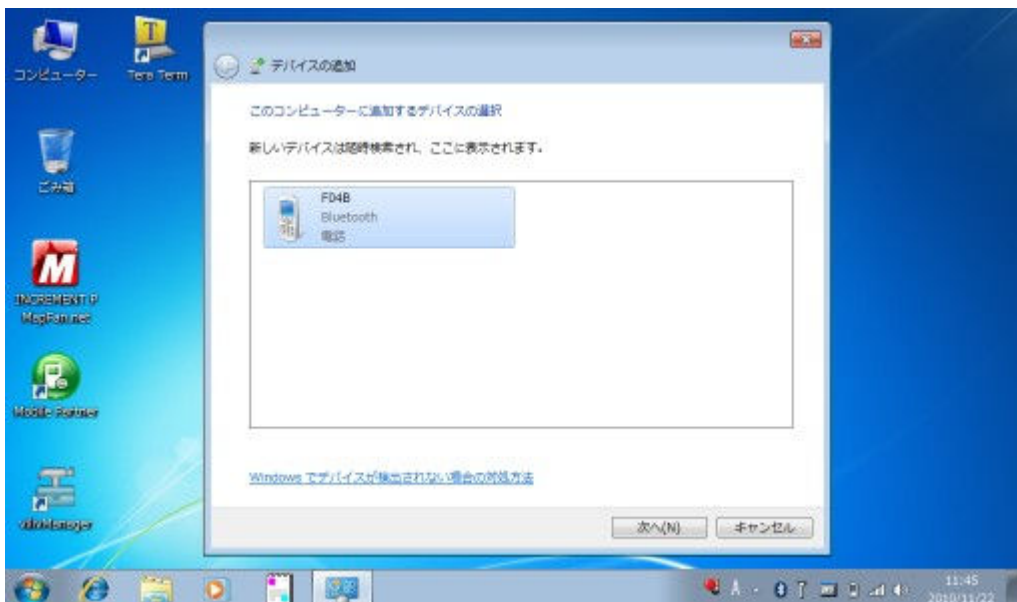 コンピューター
Tera Term
ごみ箱
INCREMENT P
MapFan.net
Mobile Partner
デバイスの追加
このコンピューターに追加するデバイスの選択
新しいデバイスは随時検索され、ここに表示されます。
F04B
Bluetooth
電話
Windows でデバイスが検出されない場合の対処方法
次へ(N)
キャンセル
11:45
2010/11/22